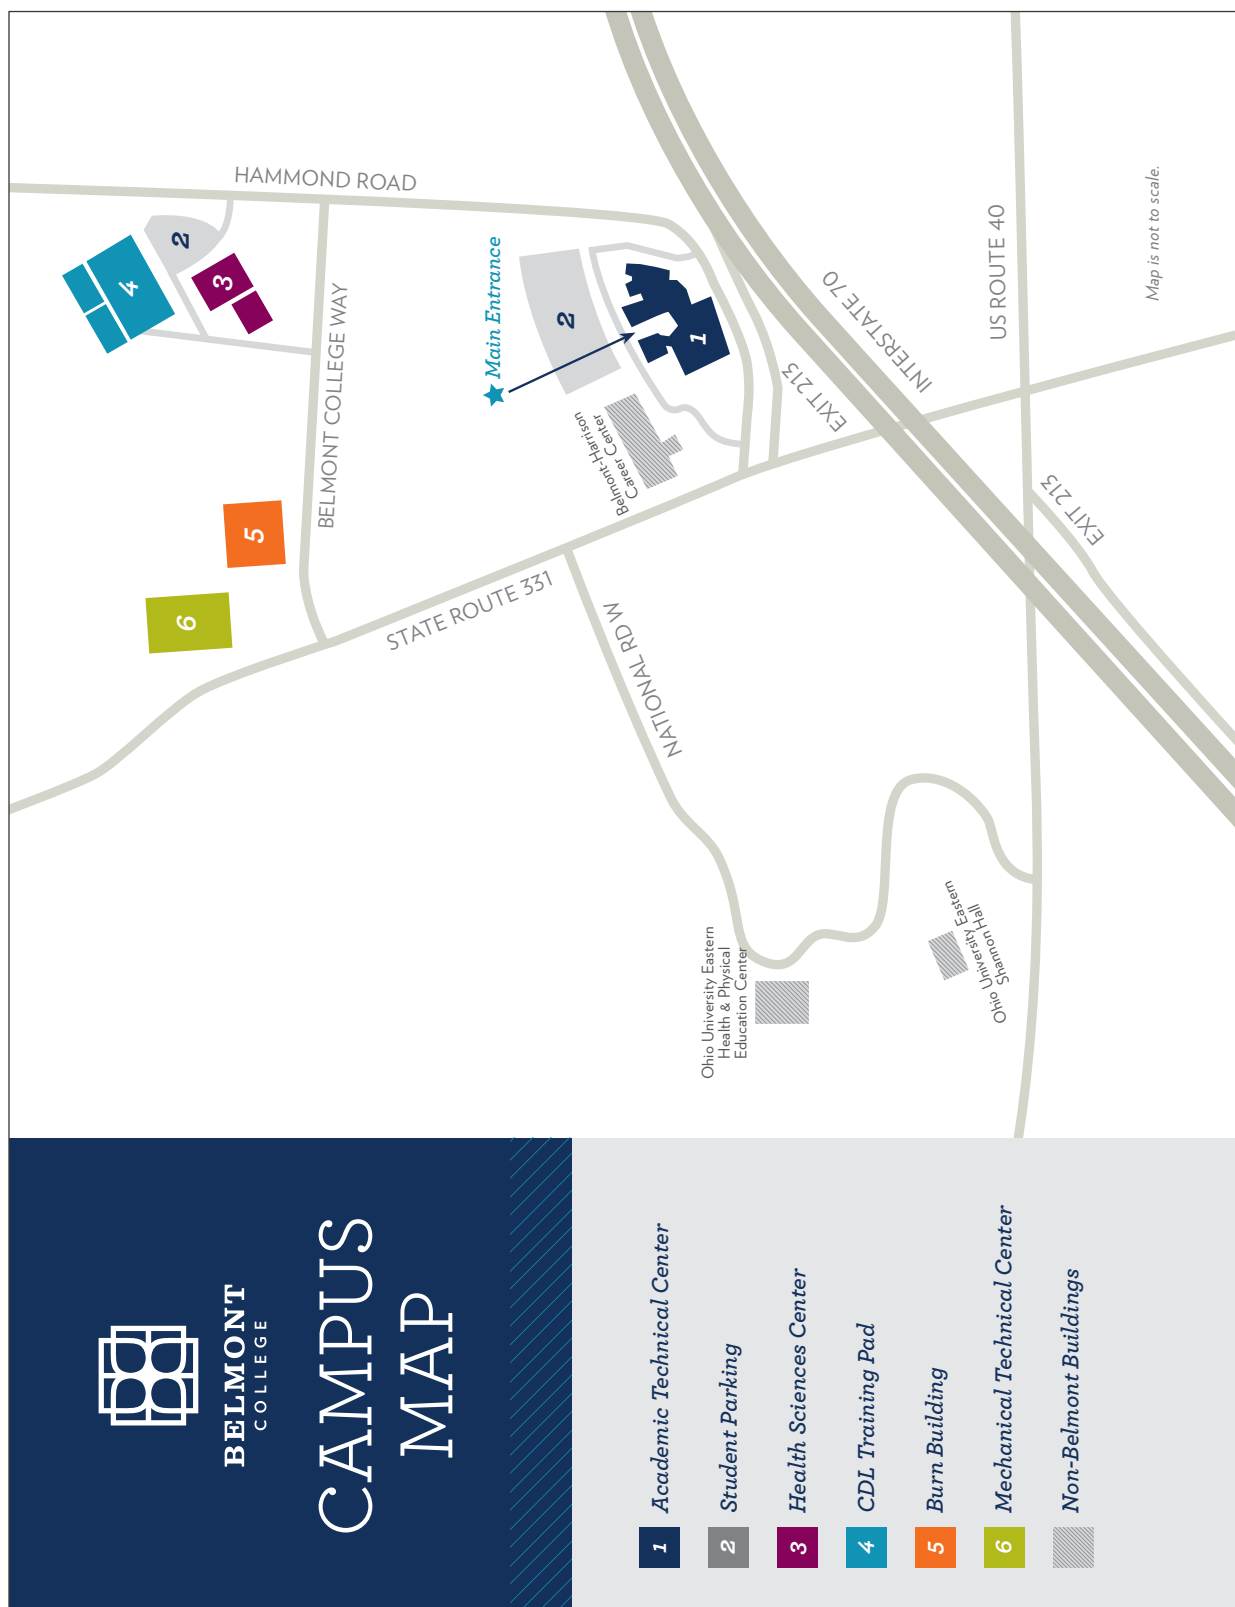 BELMONT
COLLEGE
CAMPUS
MAP
1 Academic Technical Center
2 Student Parking
3 Health Sciences Center
4 CDL Training Pad
5 Burn Building
6 Mechanical Technical Center
Non-Belmont Buildings
HAMMOND ROAD
BELMONT COLLEGE WAY
STATE ROUTE 331
NATIONAL RD W
INTERSTATE 70
EXIT 213
EXIT 213
US ROUTE 40
Main Entrance
Belmont-Harrison
Career Center
Ohio University Eastern
Health & Physical
Education Center
Ohio University Eastern
Shannon Hall
1
2
2
3
4
5
6
Map is not to scale.